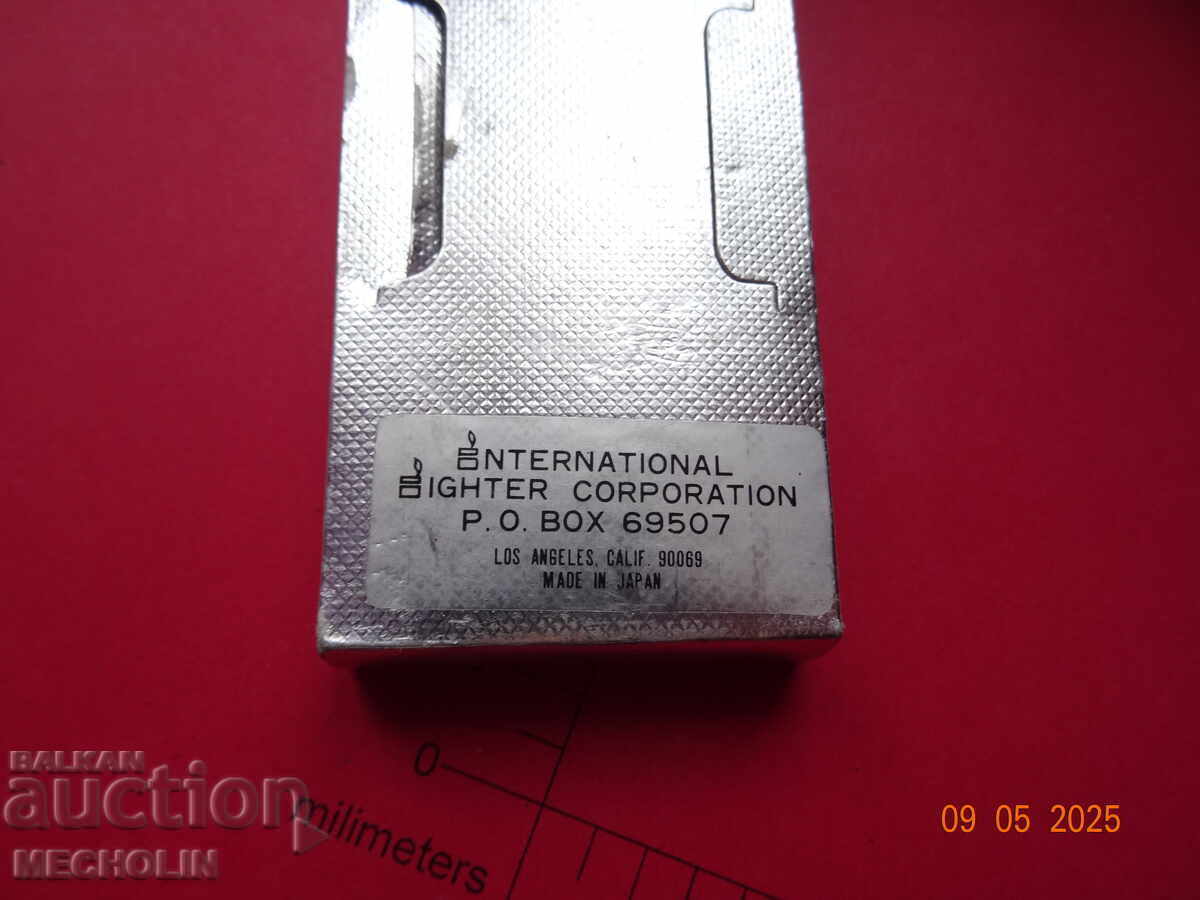 INTERNATIONAL
LIGHTER CORPORATION
P.O. BOX 69507
LOS ANGELES, CALIF. 90069
MADE IN JAPAN
0
milimeters
BALKAN
auction
MECHOLIN
09 05 2025